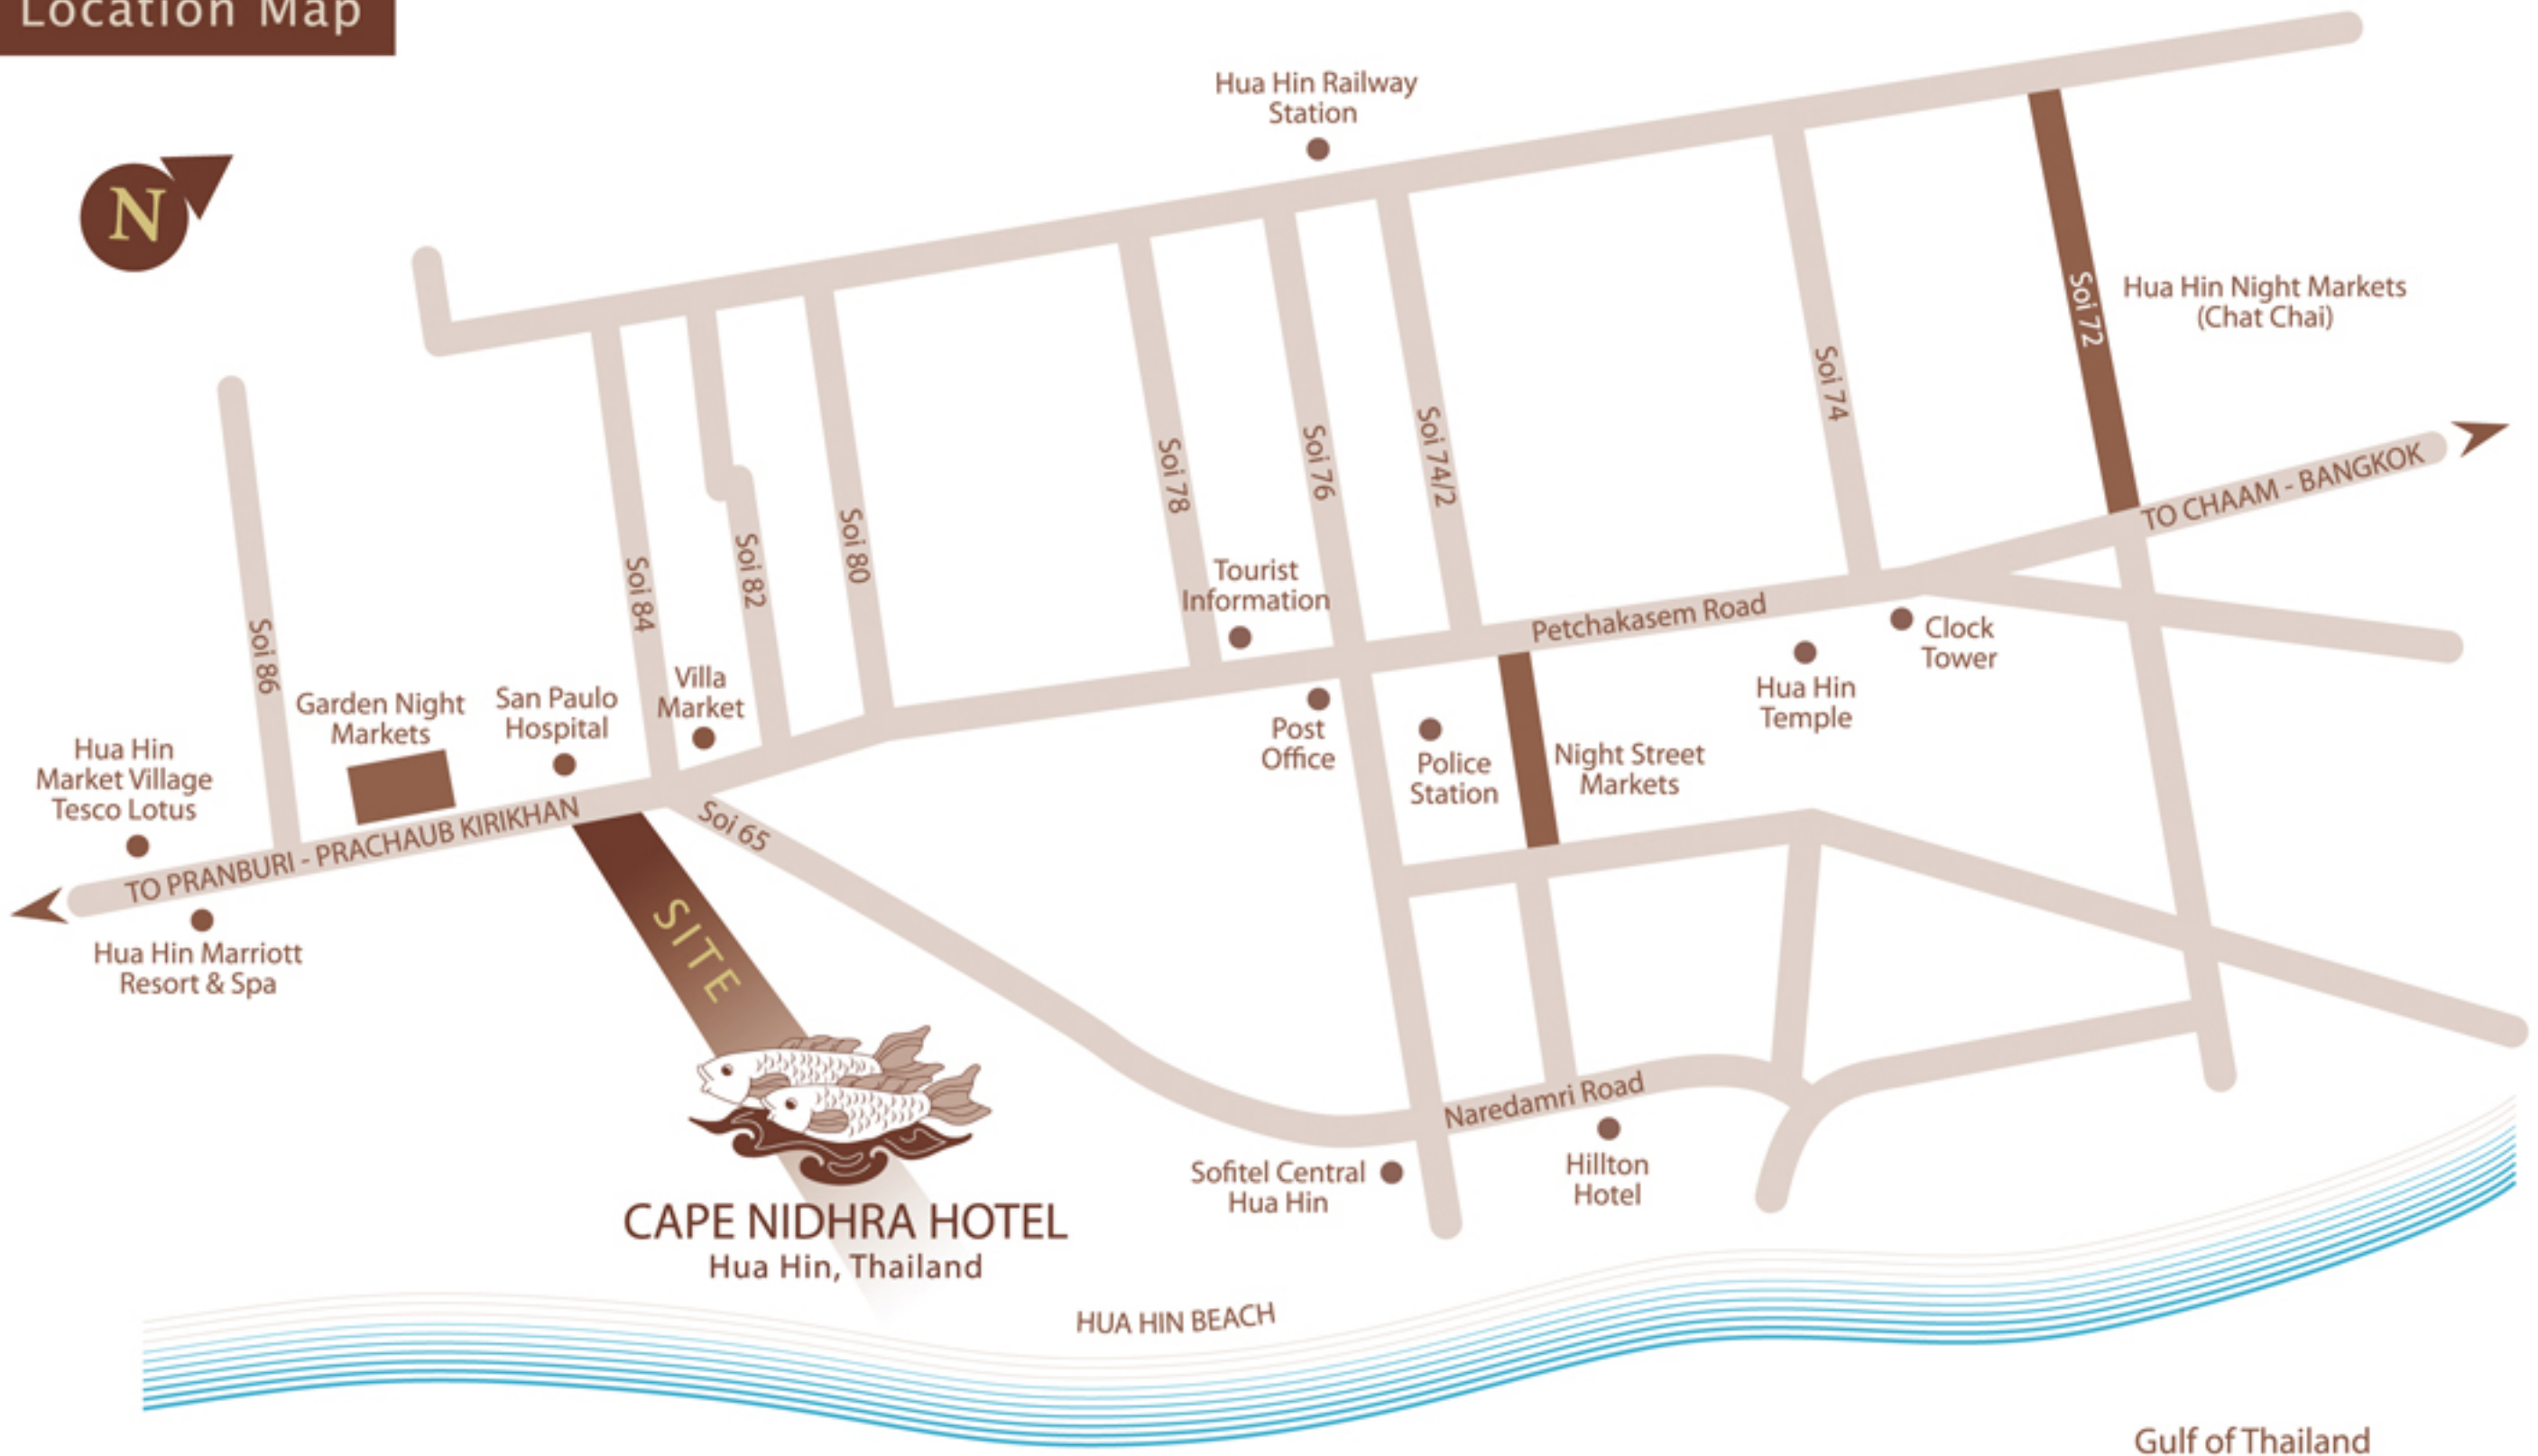 Location Map
N
Hua Hin Railway
Station
Soi 72
Hua Hin Night Markets
(Chat Chai)
Soi 74
Soi 74/2
Soi 76
Soi 78
Soi 80
Soi 82
Soi 84
Soi 86
TO CHAAM - BANGKOK
Tourist
Information
Petchakasem Road
Clock
Tower
Hua Hin
Temple
Villa
Market
San Paulo
Hospital
Garden Night
Markets
Hua Hin
Market Village
Tesco Lotus
Post
Office
Police
Station
Night Street
Markets
TO PRANBURI - PRACHAUB KIRIKHAN
Soi 65
Hua Hin Marriott
Resort & Spa
SITE
Naredamri Road
Sofitel Central
Hua Hin
Hillton
Hotel
CAPE NIDHRA HOTEL
Hua Hin, Thailand
HUA HIN BEACH
Gulf of Thailand